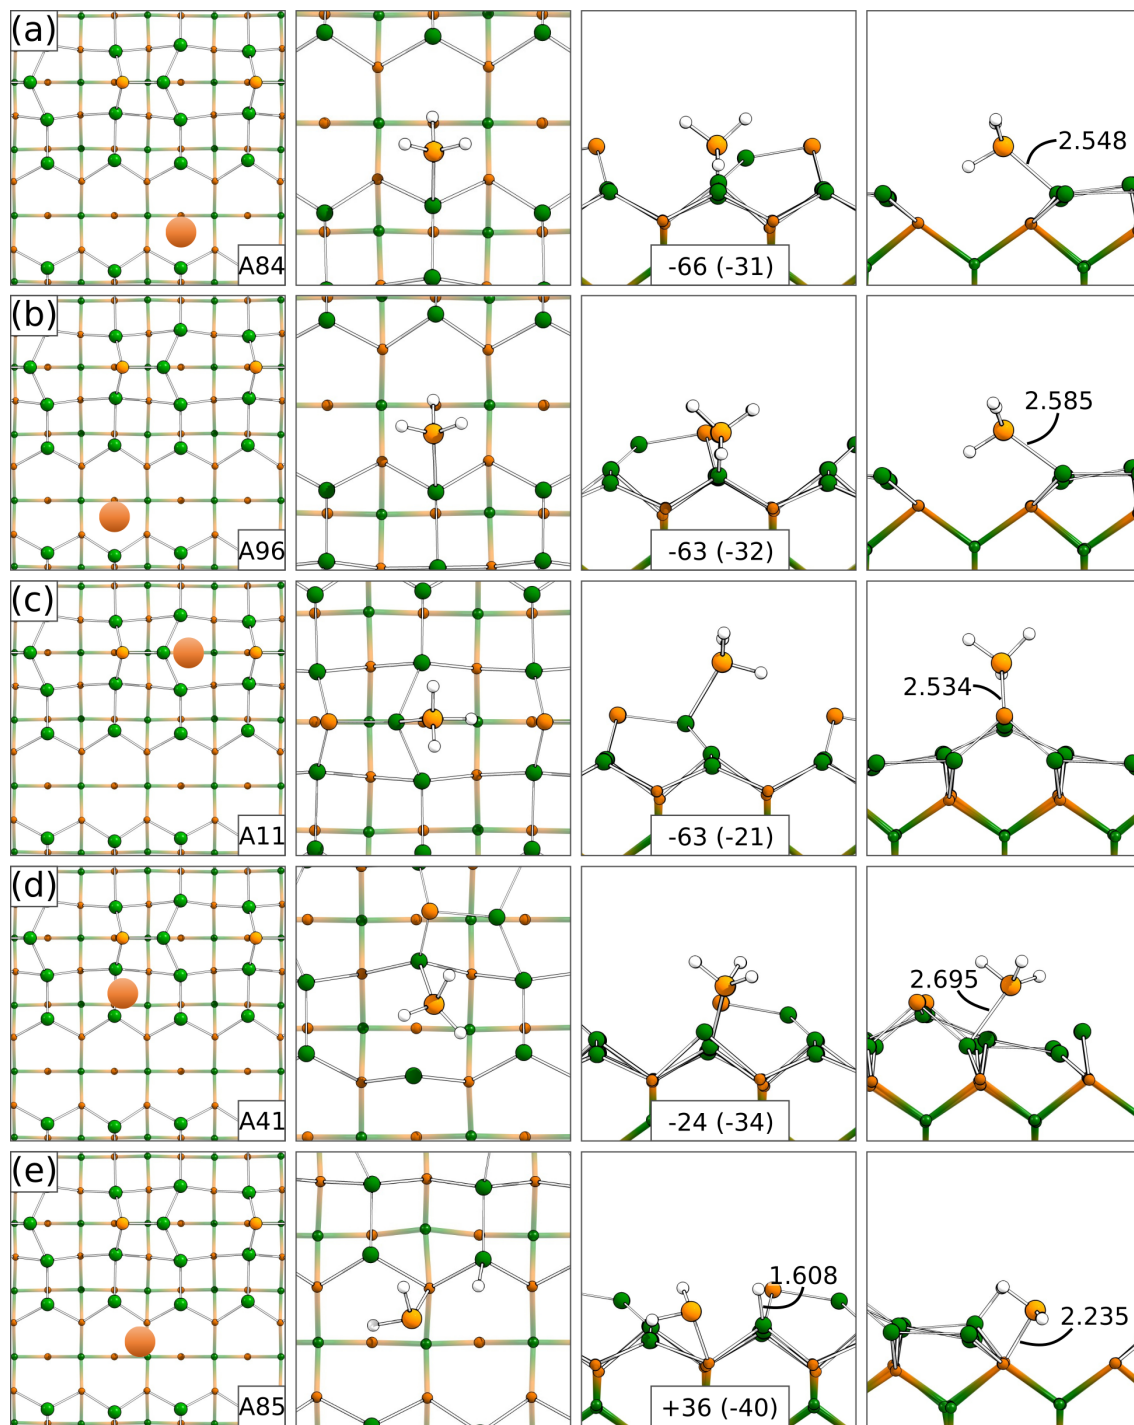 (a)
A84
-66 (-31)
2.548
(b)
A96
-63 (-32)
2.585
(c)
A11
-63 (-21)
2.534
(d)
A41
-24 (-34)
2.695
(e)
A85
+36 (-40)
1.608
2.235